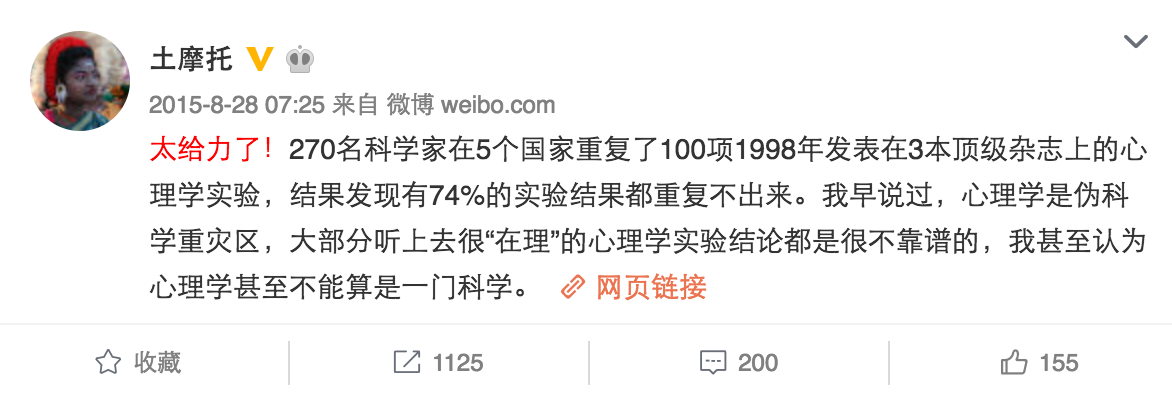 土摩托
2015-8-28 07:25 来自 微博 weibo.com
太给力了！270名科学家在5个国家重复了100项1998年发表在3本顶级杂志上的心
理学实验，结果发现有74%的实验结果都重复不出来。我早说过，心理学是伪科
学重灾区，大部分听上去很“在理”的心理学实验结论都是很不靠谱的，我甚至认为
心理学甚至不能算是一门科学。 网页链接
收藏 1125 200 155